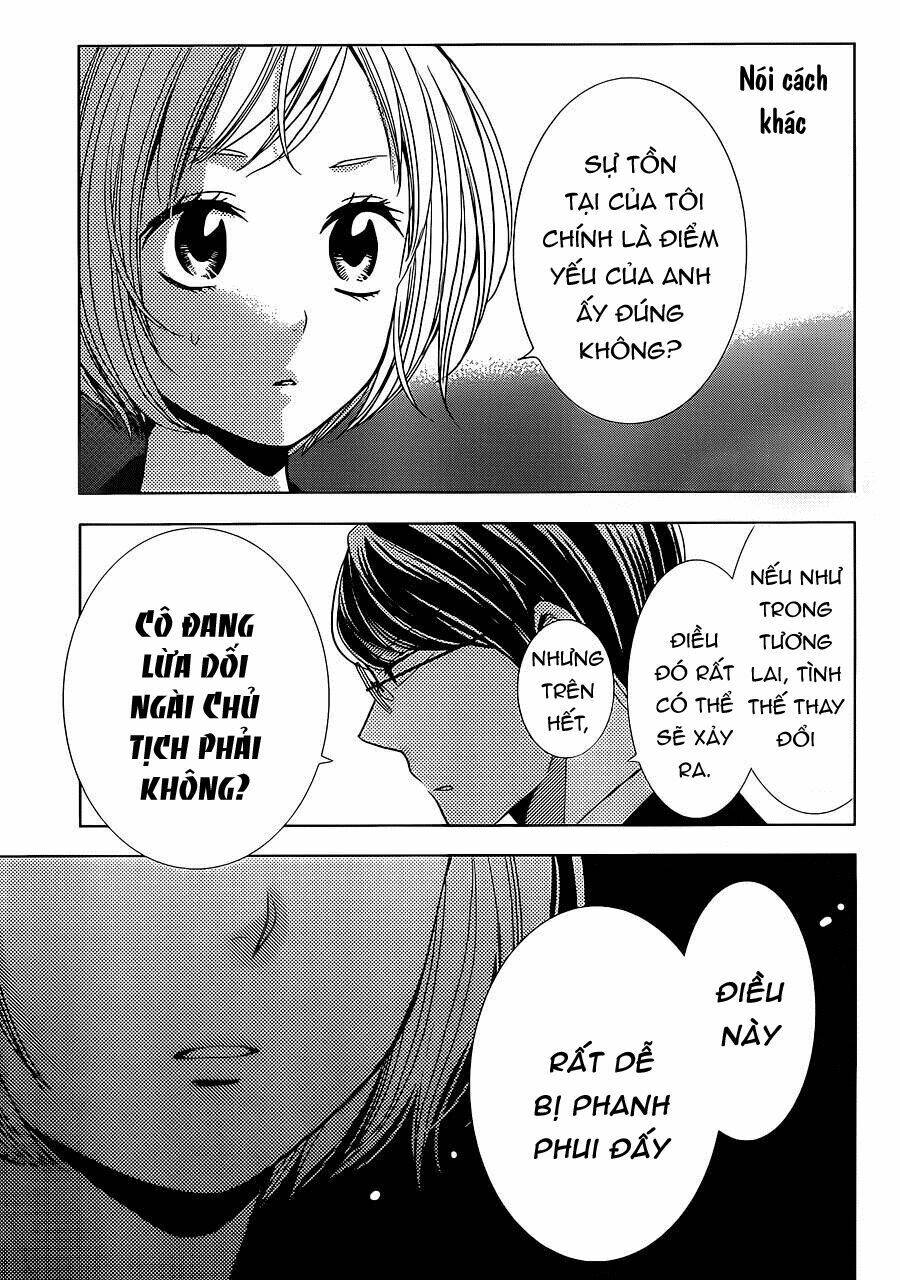 Nói cách
khác
SỰ TỒN
TẠI CỦA TÔI
CHÍNH LÀ ĐIỂM
YẾU CỦA ANH
ẤY ĐÚNG
KHÔNG?
NẾU NHƯ
TRONG
TƯƠNG
LAI, TÌNH
THẾ THAY
ĐỔI
ĐIỀU
ĐÓ RẤT
CÓ THỂ
SẼ XẢY
RA.
NHƯNG
TRÊN
HẾT,
CÔ ĐANG
LỪA DỐI
NGÀI CHỦ
TỊCH PHẢI
KHÔNG?
ĐIỀU
NÀY
RẤT DỄ
BỊ PHANH
PHUI ĐẤY